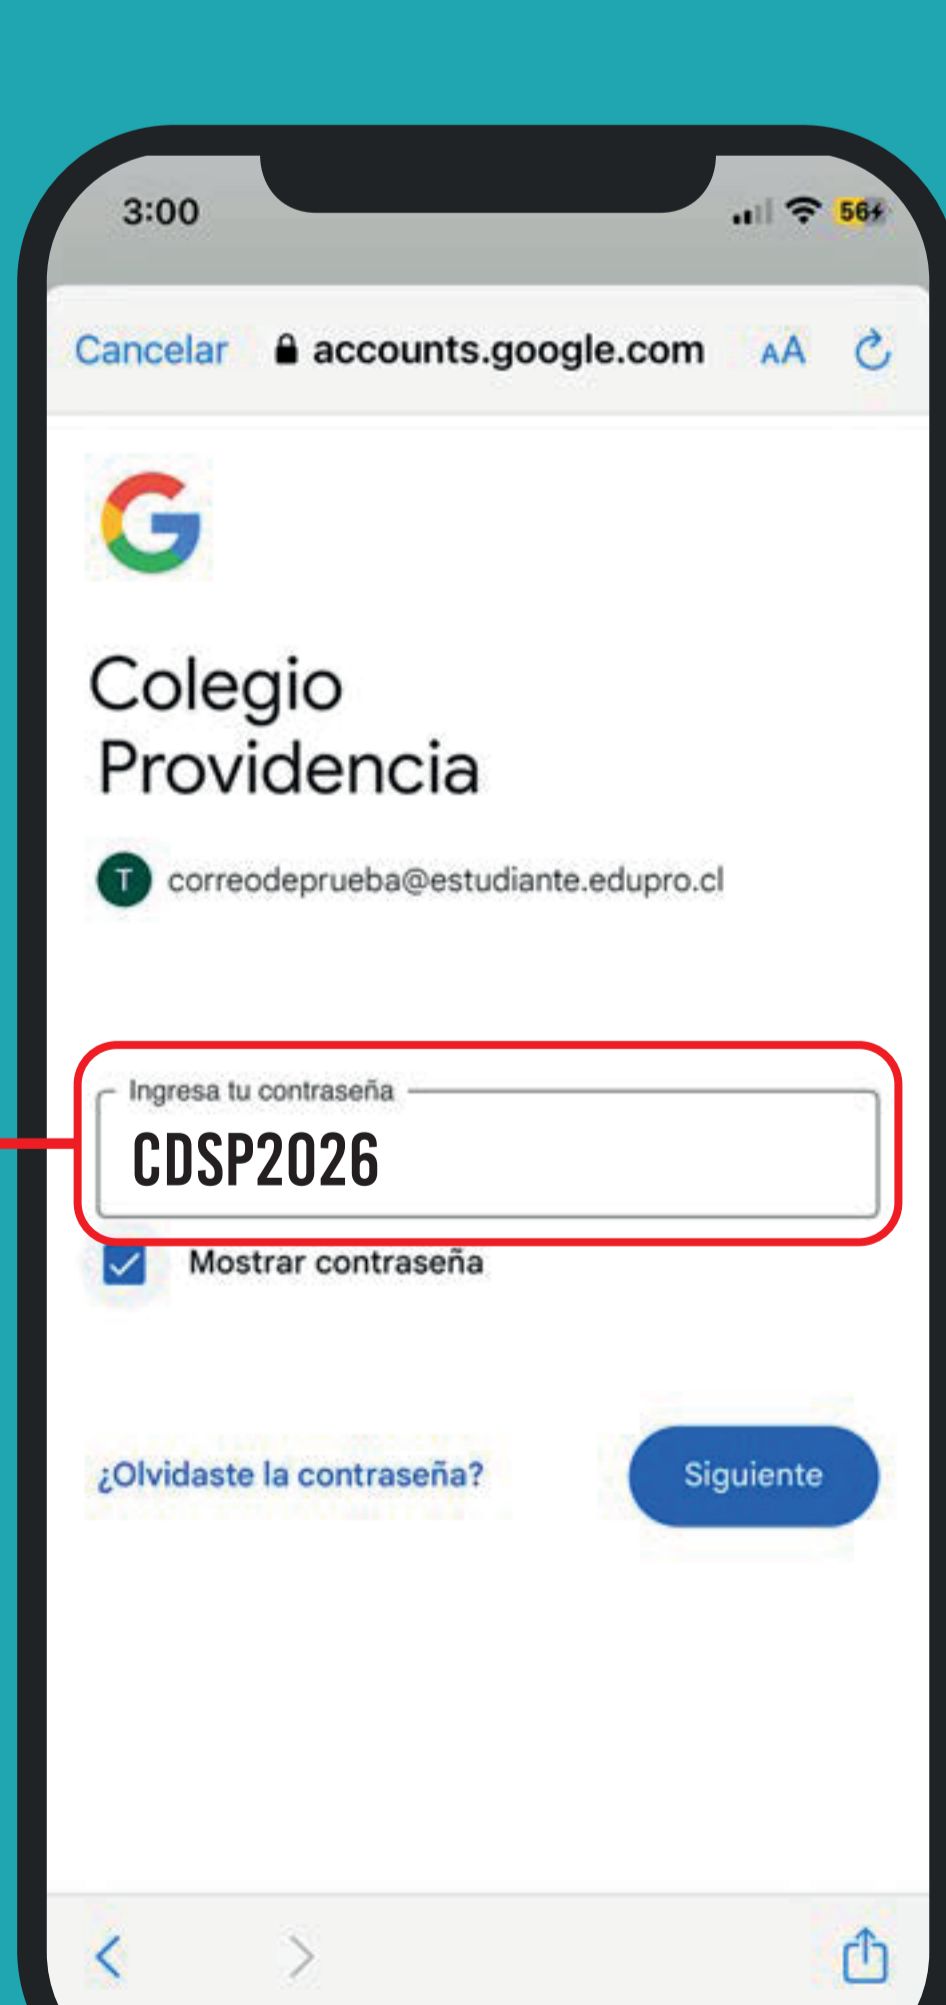 3:00
56
Cancelar accounts.google.com AA
G
Colegio
Providencia
T correodeprueba@estudiante.edupro.cl
Ingresa tu contraseña
CDSP2026
Mostrar contraseña
¿Olvidaste la contraseña? Siguiente